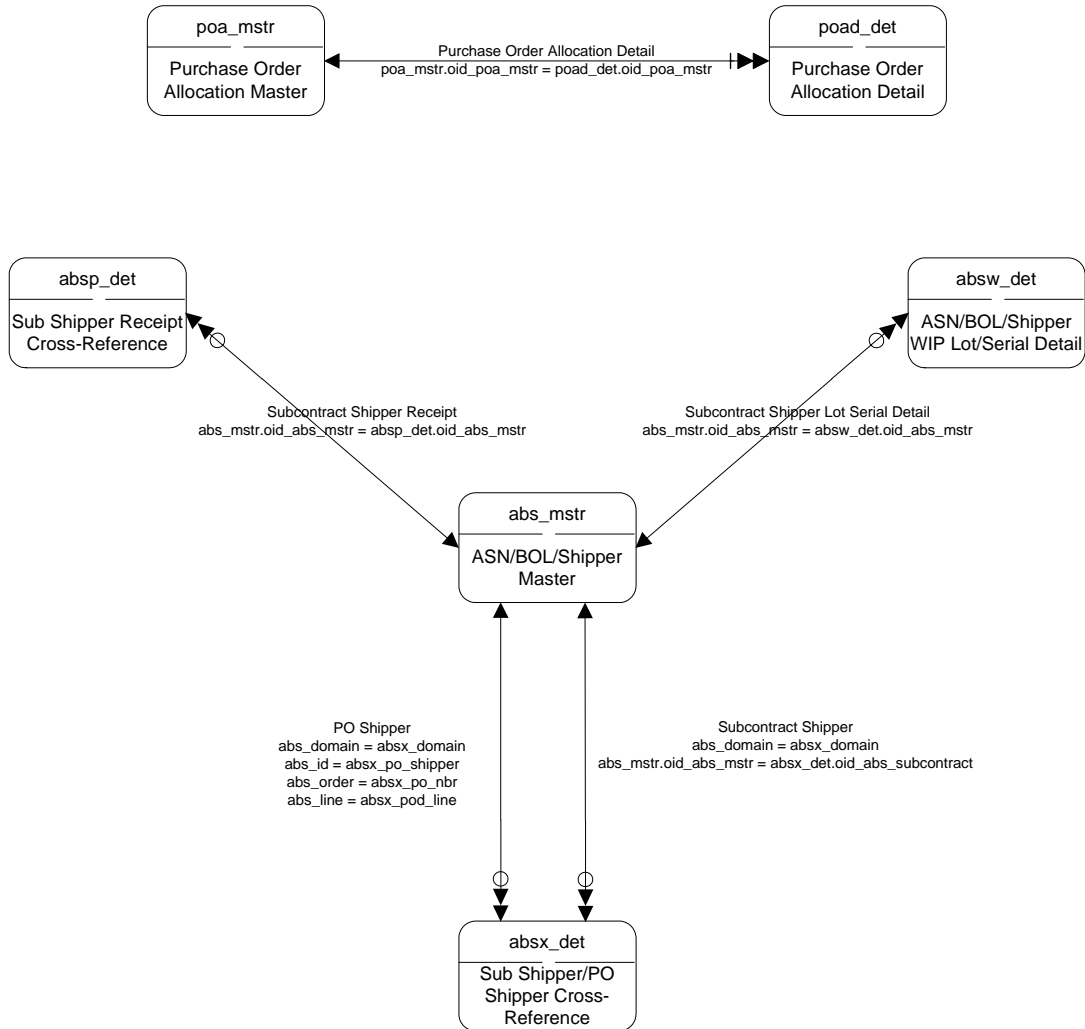 poa_mstr
Purchase Order
Allocation Master
Purchase Order Allocation Detail
poa_mstr.oid_poa_mstr = poad_det.oid_poa_mstr
poad_det
Purchase Order
Allocation Detail
absp_det
Sub Shipper Receipt
Cross-Reference
absw_det
ASN/BOL/Shipper
WIP Lot/Serial Detail
Subcontract Shipper Receipt
abs_mstr.oid_abs_mstr = absp_det.oid_abs_mstr
Subcontract Shipper Lot Serial Detail
abs_mstr.oid_abs_mstr = absw_det.oid_abs_mstr
abs_mstr
ASN/BOL/Shipper
Master
PO Shipper
abs_domain = absx_domain
abs_id = absx_po_shipper
abs_order = absx_po_nbr
abs_line = absx_pod_line
Subcontract Shipper
abs_domain = absx_domain
abs_mstr.oid_abs_mstr = absx_det.oid_abs_subcontract
absx_det
Sub Shipper/PO
Shipper Cross-
Reference